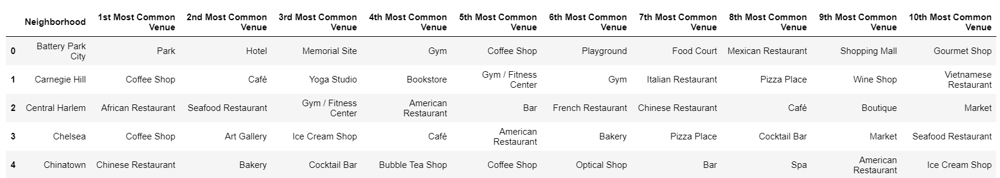 Neighborhood 1st Most Common Venue 2nd Most Common Venue 3rd Most Common Venue 4th Most Common Venue 5th Most Common Venue 6th Most Common Venue 7th Most Common Venue 8th Most Common Venue 9th Most Common Venue 10th Most Common Venue
0 Battery Park City Park Hotel Memorial Site Gym Coffee Shop Playground Food Court Mexican Restaurant Shopping Mall Gourmet Shop
1 Carnegie Hill Coffee Shop Café Yoga Studio Bookstore Gym / Fitness Center Gym Italian Restaurant Pizza Place Wine Shop Vietnamese Restaurant
2 Central Harlem African Restaurant Seafood Restaurant Gym / Fitness Center American Restaurant Bar French Restaurant Chinese Restaurant Café Boutique Market
3 Chelsea Coffee Shop Art Gallery Ice Cream Shop Café American Restaurant Bakery Pizza Place Cocktail Bar Market Seafood Restaurant
4 Chinatown Chinese Restaurant Bakery Cocktail Bar Bubble Tea Shop Coffee Shop Optical Shop Bar Spa American Restaurant Ice Cream Shop